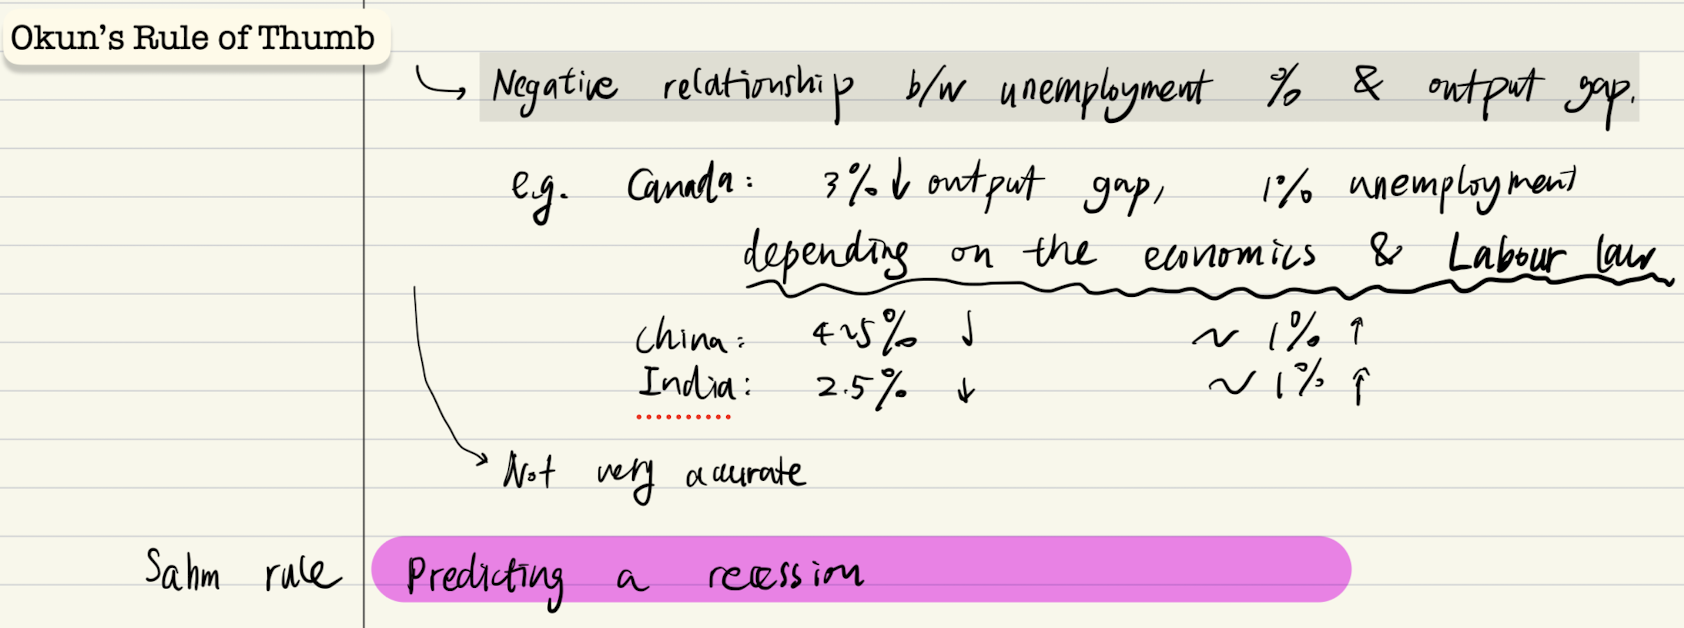 Okun's Rule of Thumb
Negative relationship b/w unemployment % & output gap.
e.g. Canada: 3% ↓ output gap, 1% unemployment
depending on the economics & Labour law
China: 4~5% ↓ ~ 1% ↑
India: 2.5% ↓ ~ 1% ↑
Not very accurate
Sahm rule Predicting a recession